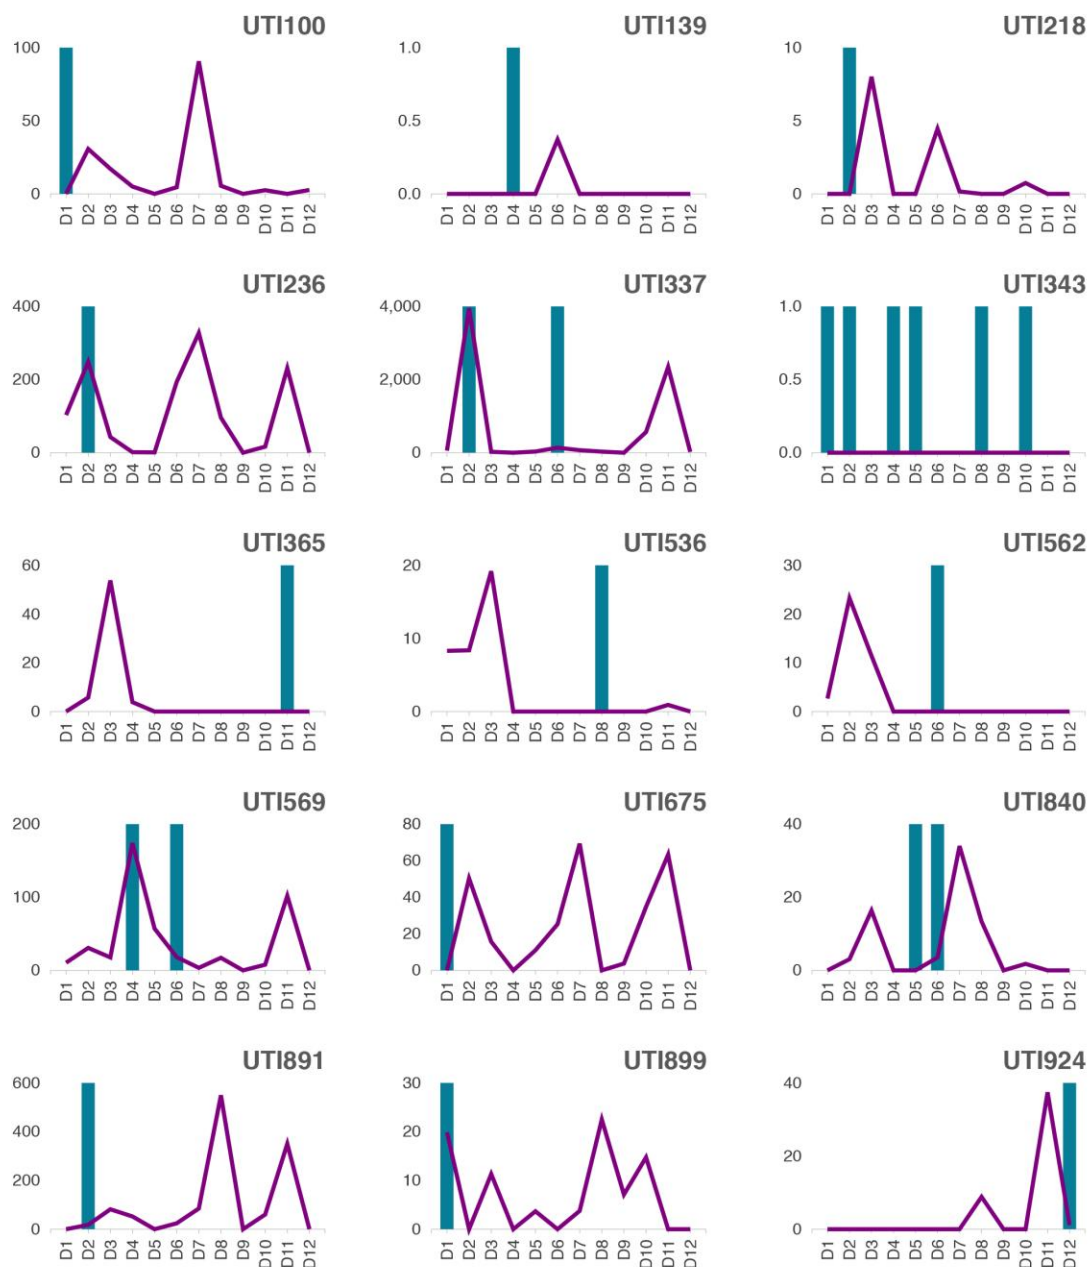 UTI100
100
50
0
D1 D2 D3 D4 D5 D6 D7 D8 D9 D10 D11 D12
UTI139
1.0
0.5
0.0
D1 D2 D3 D4 D5 D6 D7 D8 D9 D10 D11 D12
UTI218
10
5
0
D1 D2 D3 D4 D5 D6 D7 D8 D9 D10 D11 D12
UTI236
400
200
0
D1 D2 D3 D4 D5 D6 D7 D8 D9 D10 D11 D12
UTI337
4,000
2,000
0
D1 D2 D3 D4 D5 D6 D7 D8 D9 D10 D11 D12
UTI343
1.0
0.5
0.0
D1 D2 D3 D4 D5 D6 D7 D8 D9 D10 D11 D12
UTI365
60
40
20
0
D1 D2 D3 D4 D5 D6 D7 D8 D9 D10 D11 D12
UTI536
20
10
0
D1 D2 D3 D4 D5 D6 D7 D8 D9 D10 D11 D12
UTI562
30
20
10
0
D1 D2 D3 D4 D5 D6 D7 D8 D9 D10 D11 D12
UTI569
200
100
0
D1 D2 D3 D4 D5 D6 D7 D8 D9 D10 D11 D12
UTI675
80
60
40
20
0
D1 D2 D3 D4 D5 D6 D7 D8 D9 D10 D11 D12
UTI840
40
20
0
D1 D2 D3 D4 D5 D6 D7 D8 D9 D10 D11 D12
UTI891
600
400
200
0
D1 D2 D3 D4 D5 D6 D7 D8 D9 D10 D11 D12
UTI899
30
20
10
0
D1 D2 D3 D4 D5 D6 D7 D8 D9 D10 D11 D12
UTI924
40
20
0
D1 D2 D3 D4 D5 D6 D7 D8 D9 D10 D11 D12